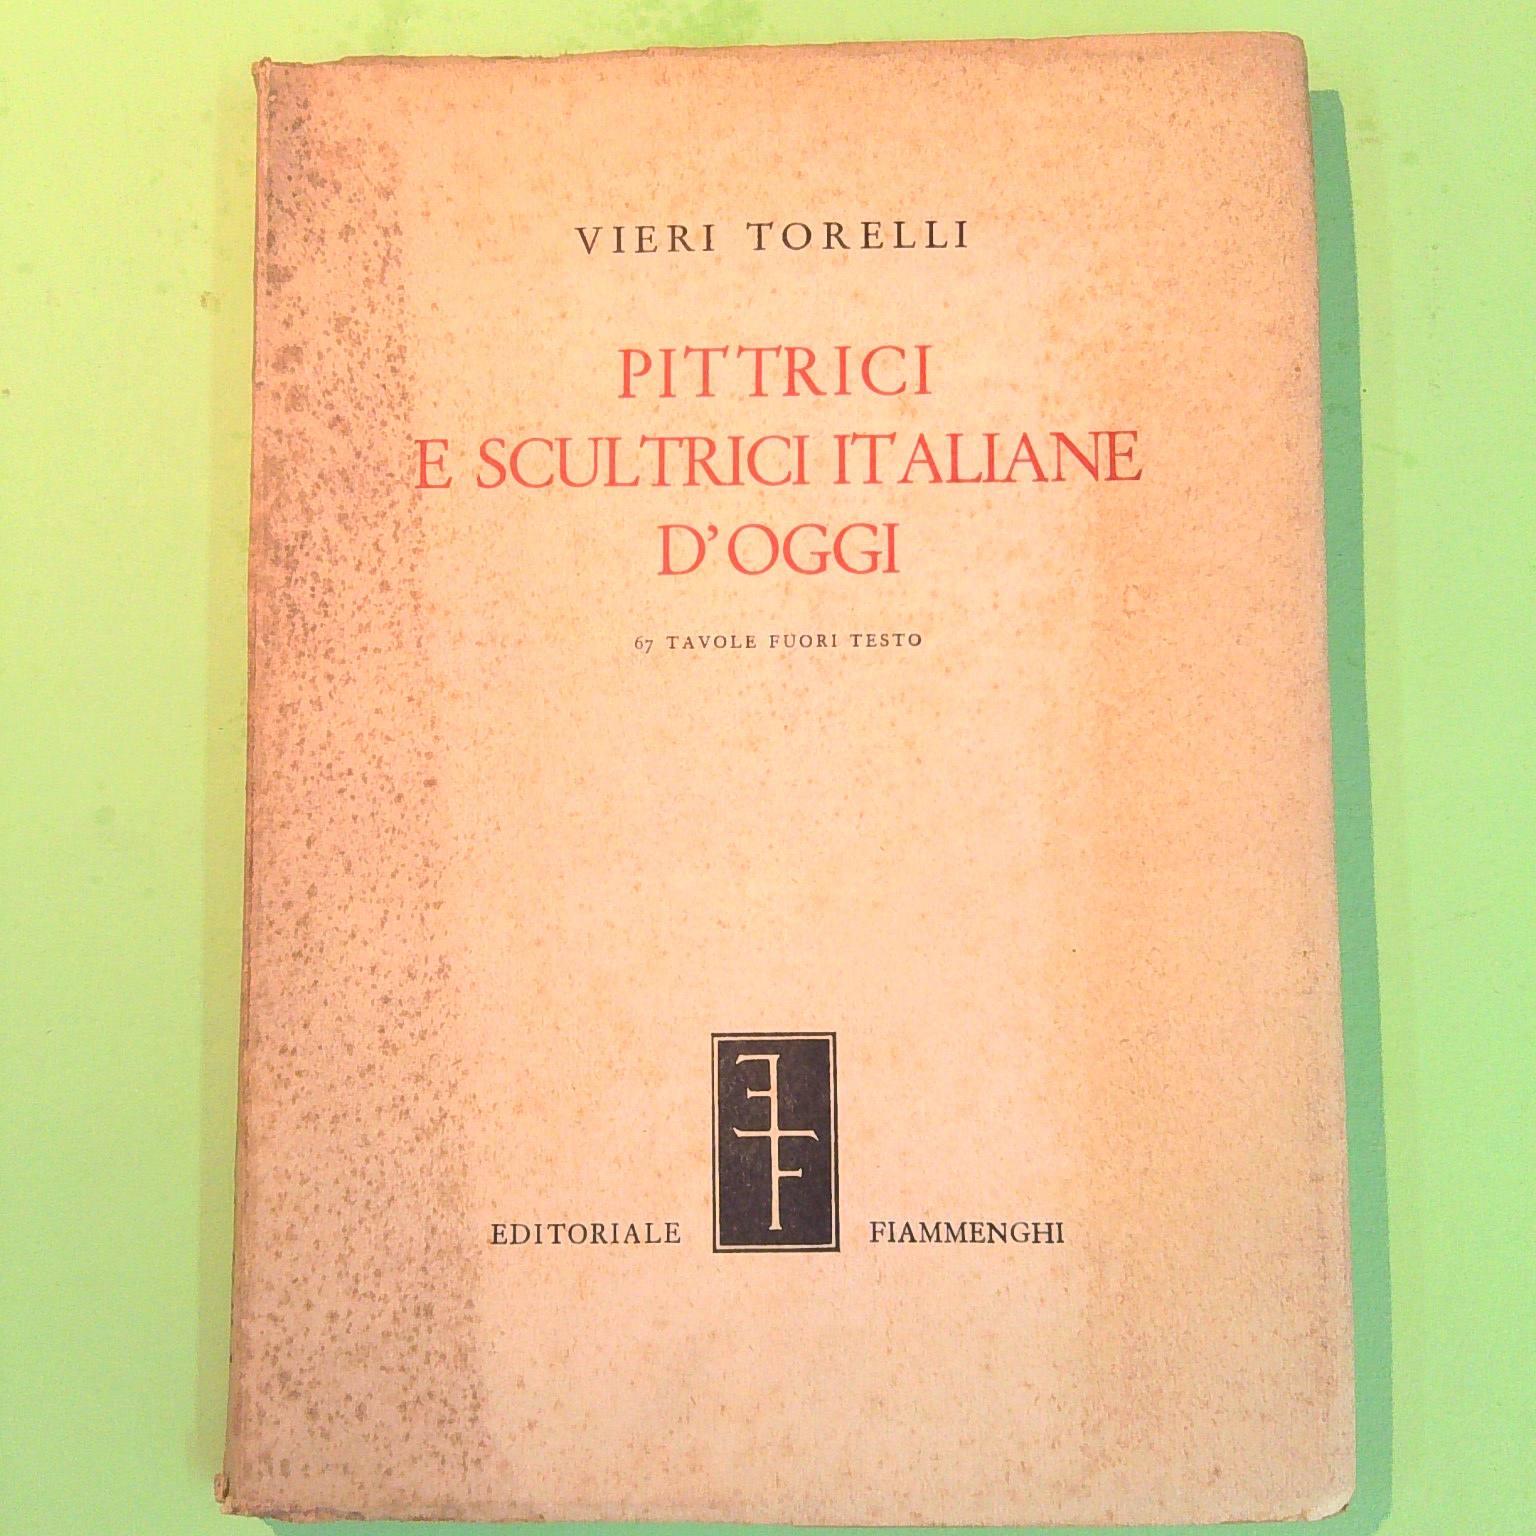 VIERI TORELLI
PITTRICI
E SCULTRICI ITALIANE
D'OGGI
67 TAVOLE FUORI TESTO
EDITORIALE FIAMMENGHI